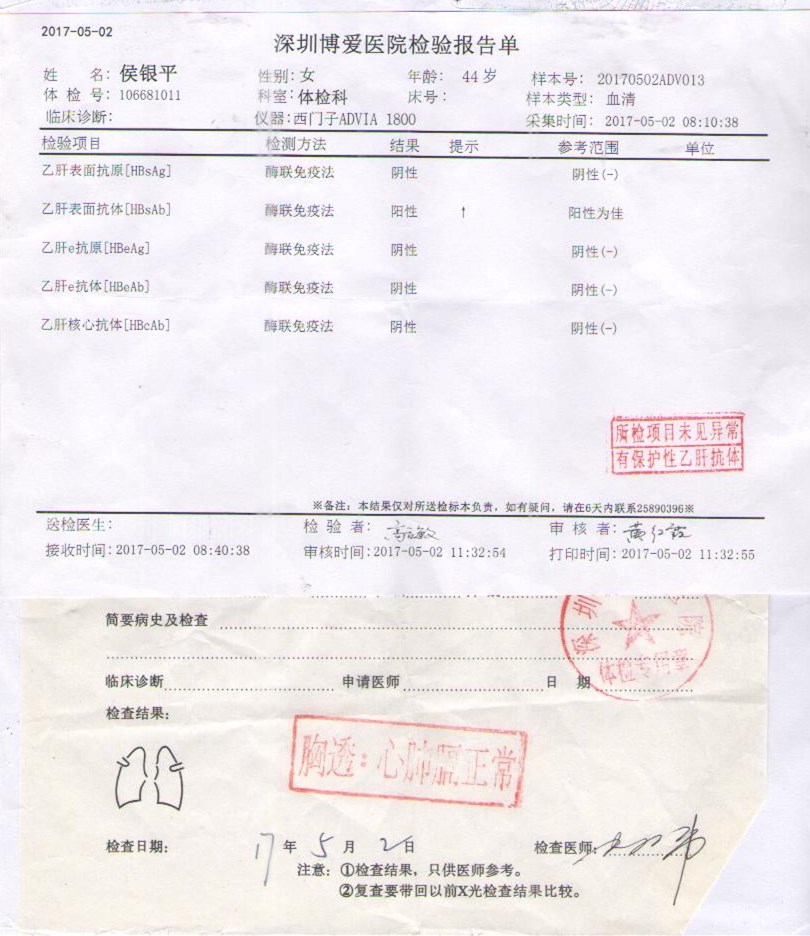 2017-05-02
深圳博爱医院检验报告单
姓 名: 侯银平 性别: 女 年龄: 44 岁 样本号: 20170502ADV013
体 检 号: 106681011 科室: 体检科 床号: 样本类型: 血清
临床诊断: 仪器: 西门子ADVIA 1800 采集时间: 2017-05-02 08:10:38
检验项目 检测方法 结果 提示 参考范围 单位
乙肝表面抗原[HBsAg] 酶联免疫法 阴性 阴性(-)
乙肝表面抗体[HBsAb] 酶联免疫法 阳性 ↑ 阳性为佳
乙肝e抗原[HBeAg] 酶联免疫法 阴性 阴性(-)
乙肝e抗体[HBeAb] 酶联免疫法 阴性 阴性(-)
乙肝核心抗体[HBcAb] 酶联免疫法 阴性 阴性(-)
所检项目未见异常
有保护性乙肝抗体
※备注: 本结果仅对所送检标本负责, 如有疑问, 请在6天内联系25890396※
送检医生: 检 验 者: 审 核 者: 黄红霞
接收时间: 2017-05-02 08:40:38 审核时间: 2017-05-02 11:32:54 打印时间: 2017-05-02 11:32:55
简要病史及检查
深圳 院
体检专用章
临床诊断 申请医师 日 期
检查结果:
胸透: 心肺膈正常
检查日期: 17 年 5 月 2 日 检查医师:
注意: ①检查结果, 只供医师参考。
②复查要带回以前X光检查结果比较。